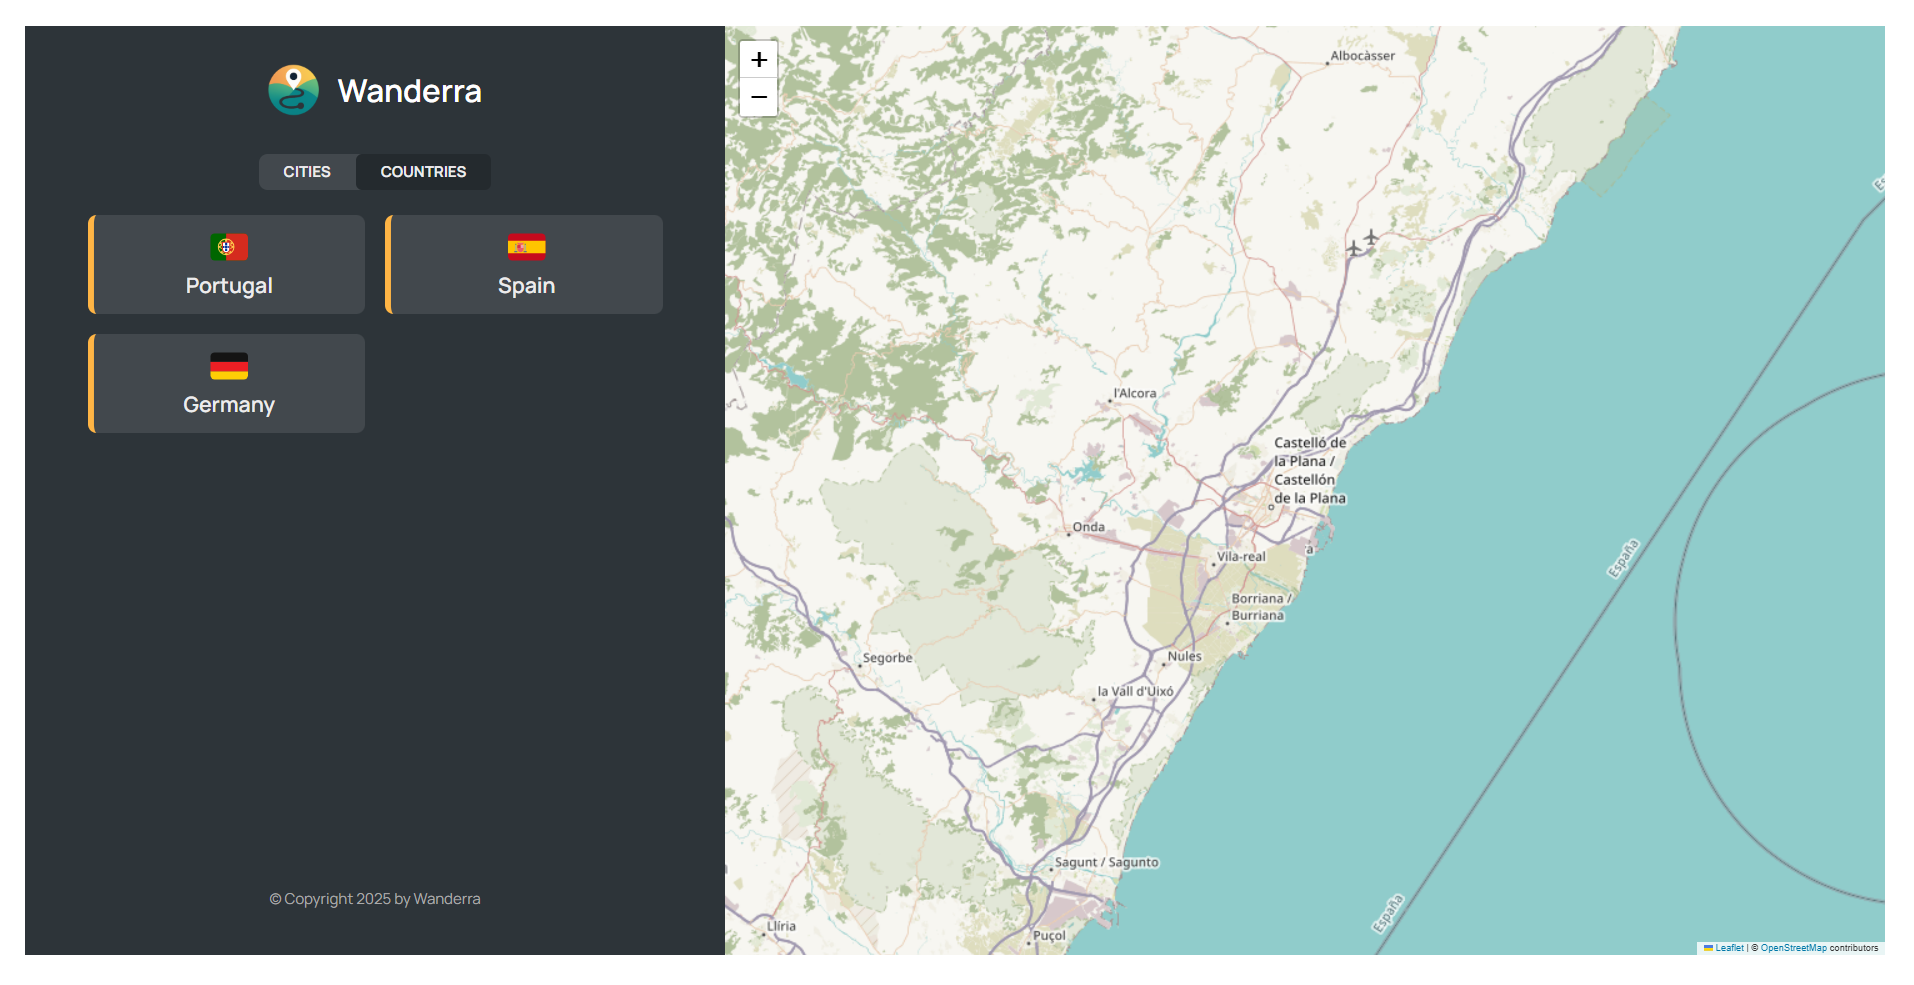 Wanderra
CITIES
COUNTRIES
Portugal
Spain
Germany
© Copyright 2025 by Wanderra
+
−
Albocàsser
l'Alcora
Castelló de
la Plana /
Castellón
de la Plana
Onda
Vila-real
a
Borriana /
Burriana
Segorbe
Nules
la Vall d'Uixó
España
Sagunt / Sagunto
España
Llíria
Puçol
Leaflet | © OpenStreetMap contributors